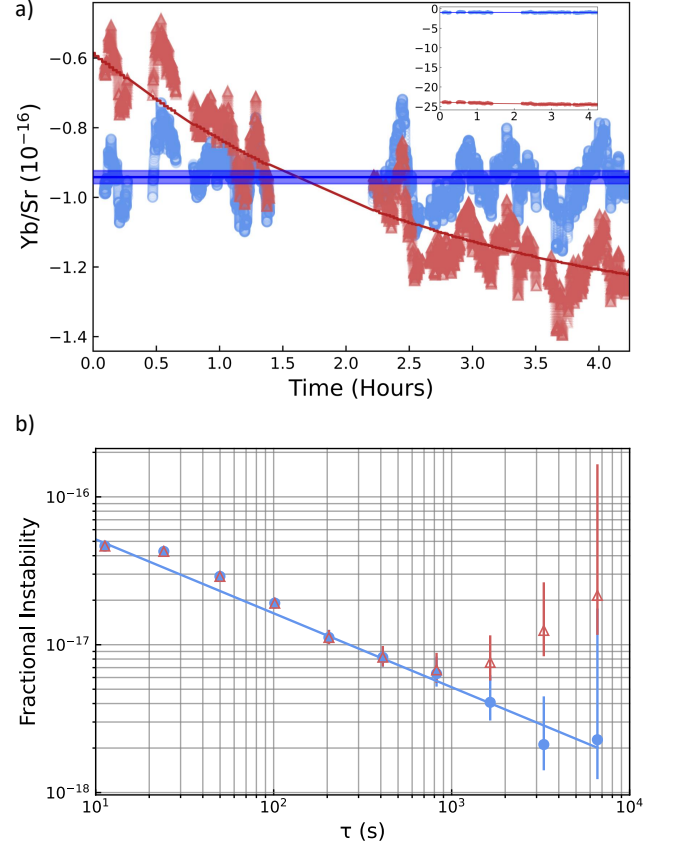 a)
Yb/Sr (10⁻¹⁶)
−0.6
−0.8
−1.0
−1.2
−1.4
0.0 0.5 1.0 1.5 2.0 2.5 3.0 3.5 4.0
Time (Hours)
0
−5
−10
−15
−20
−25
0 1 2 3 4
b)
Fractional Instability
10⁻¹⁶
10⁻¹⁷
10⁻¹⁸
10¹ 10² 10³ 10⁴
τ (s)